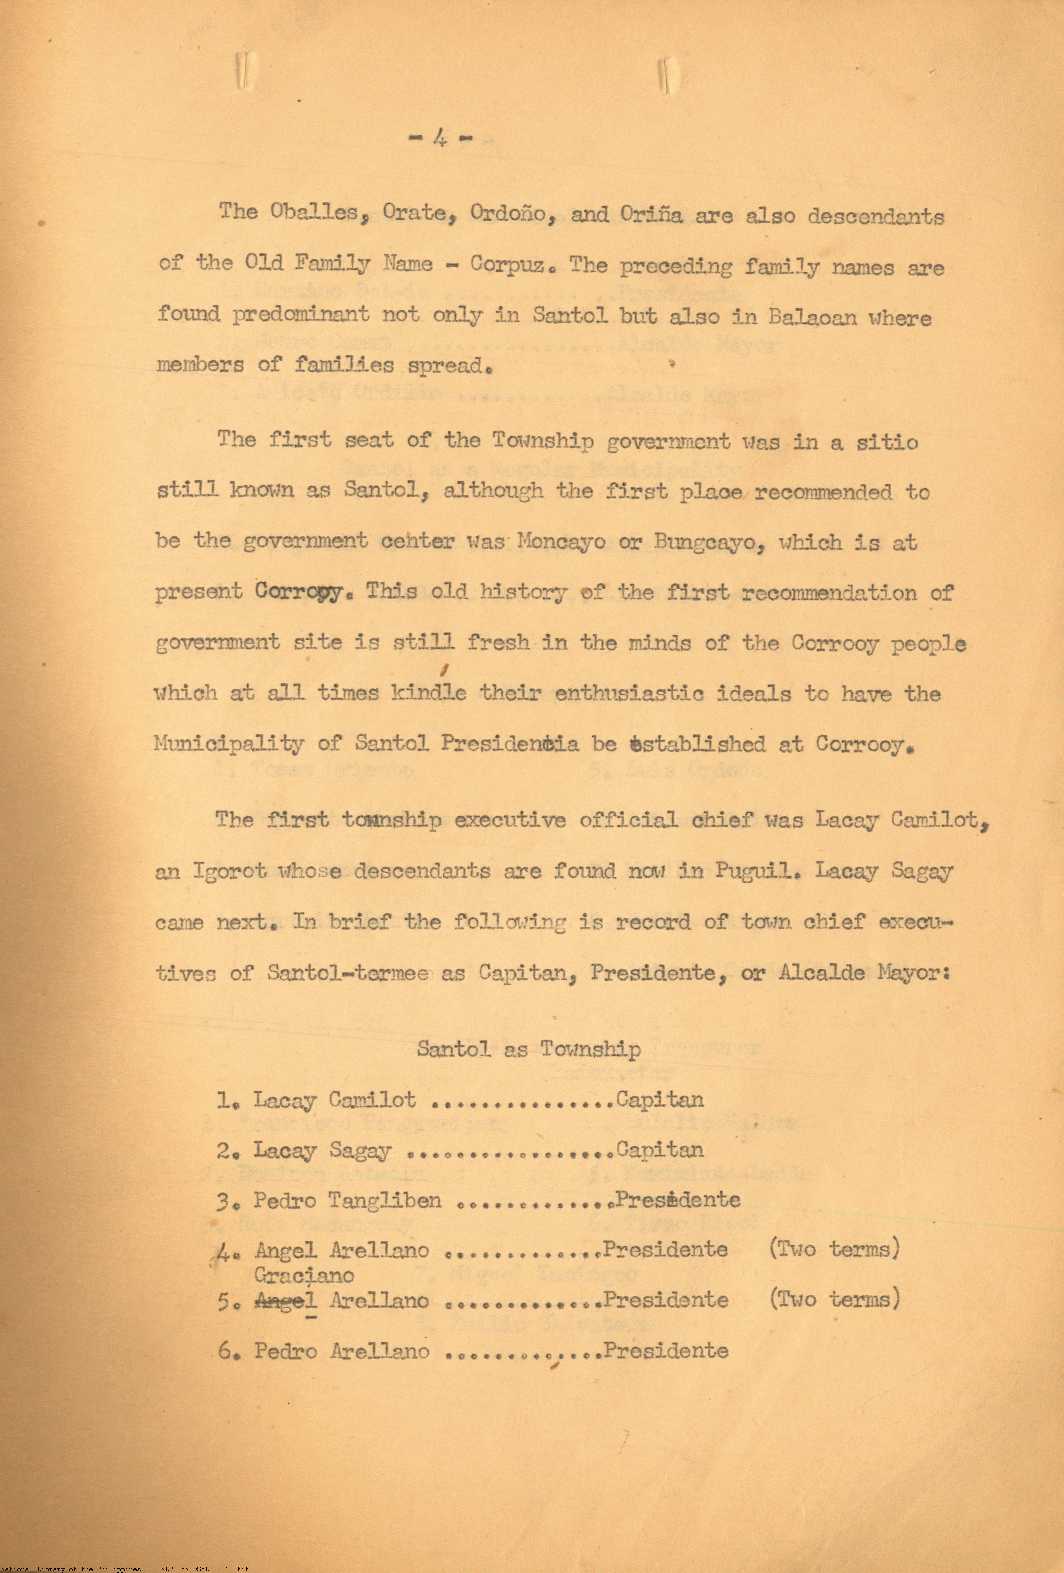 - 4 -
The Oballes, Orate, Ordoño, and Oriña are also descendants
of the Old Family Name - Corpuz. The preceding family names are
found predominant not only in Santol but also in Balaoan where
members of families spread.
The first seat of the Township government was in a sitio
still known as Santol, although the first place recommended to
be the government cehter was Moncayo or Bungcayo, which is at
present Corrooy. This old history of the first recommendation of
government site is still fresh in the minds of the Corrooy people
which at all times kindle their enthusiastic ideals to have the
Municipality of Santol Presidentia be established at Corrooy.
The first township executive official chief was Lacay Camilot,
an Igorot whose descendants are found now in Puguil. Lacay Sagay
came next. In brief the following is record of town chief execu-
tives of Santol-termee as Capitan, Presidente, or Alcalde Mayor:
Santol as Township
1. Lacay Camilot ...............Capitan
2. Lacay Sagay .................Capitan
3. Pedro Tangliben .............Presidente
4. Angel Arellano .............Presidente (Two terms)
Graciano
5. Angel Arellano .............Presidente (Two terms)
6. Pedro Arellano .............Presidente